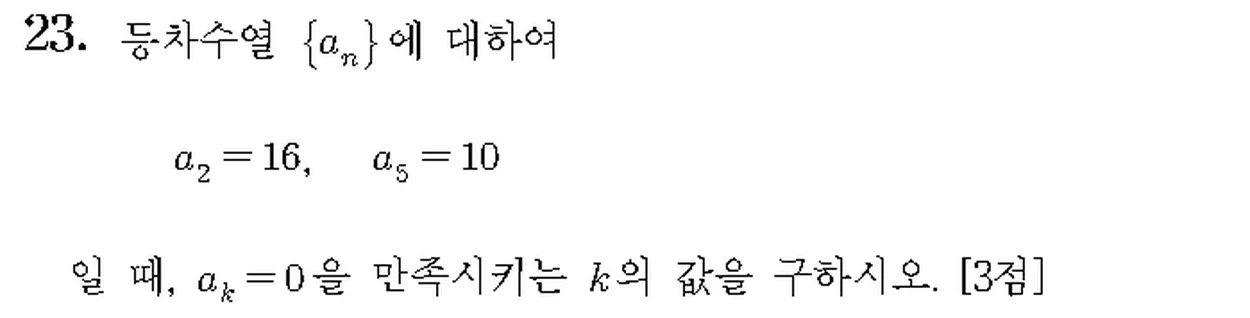 23. 등차수열 {aₙ}에 대하여
a₂ = 16, a₅ = 10
일 때, aₖ = 0을 만족시키는 k의 값을 구하시오. [3점]